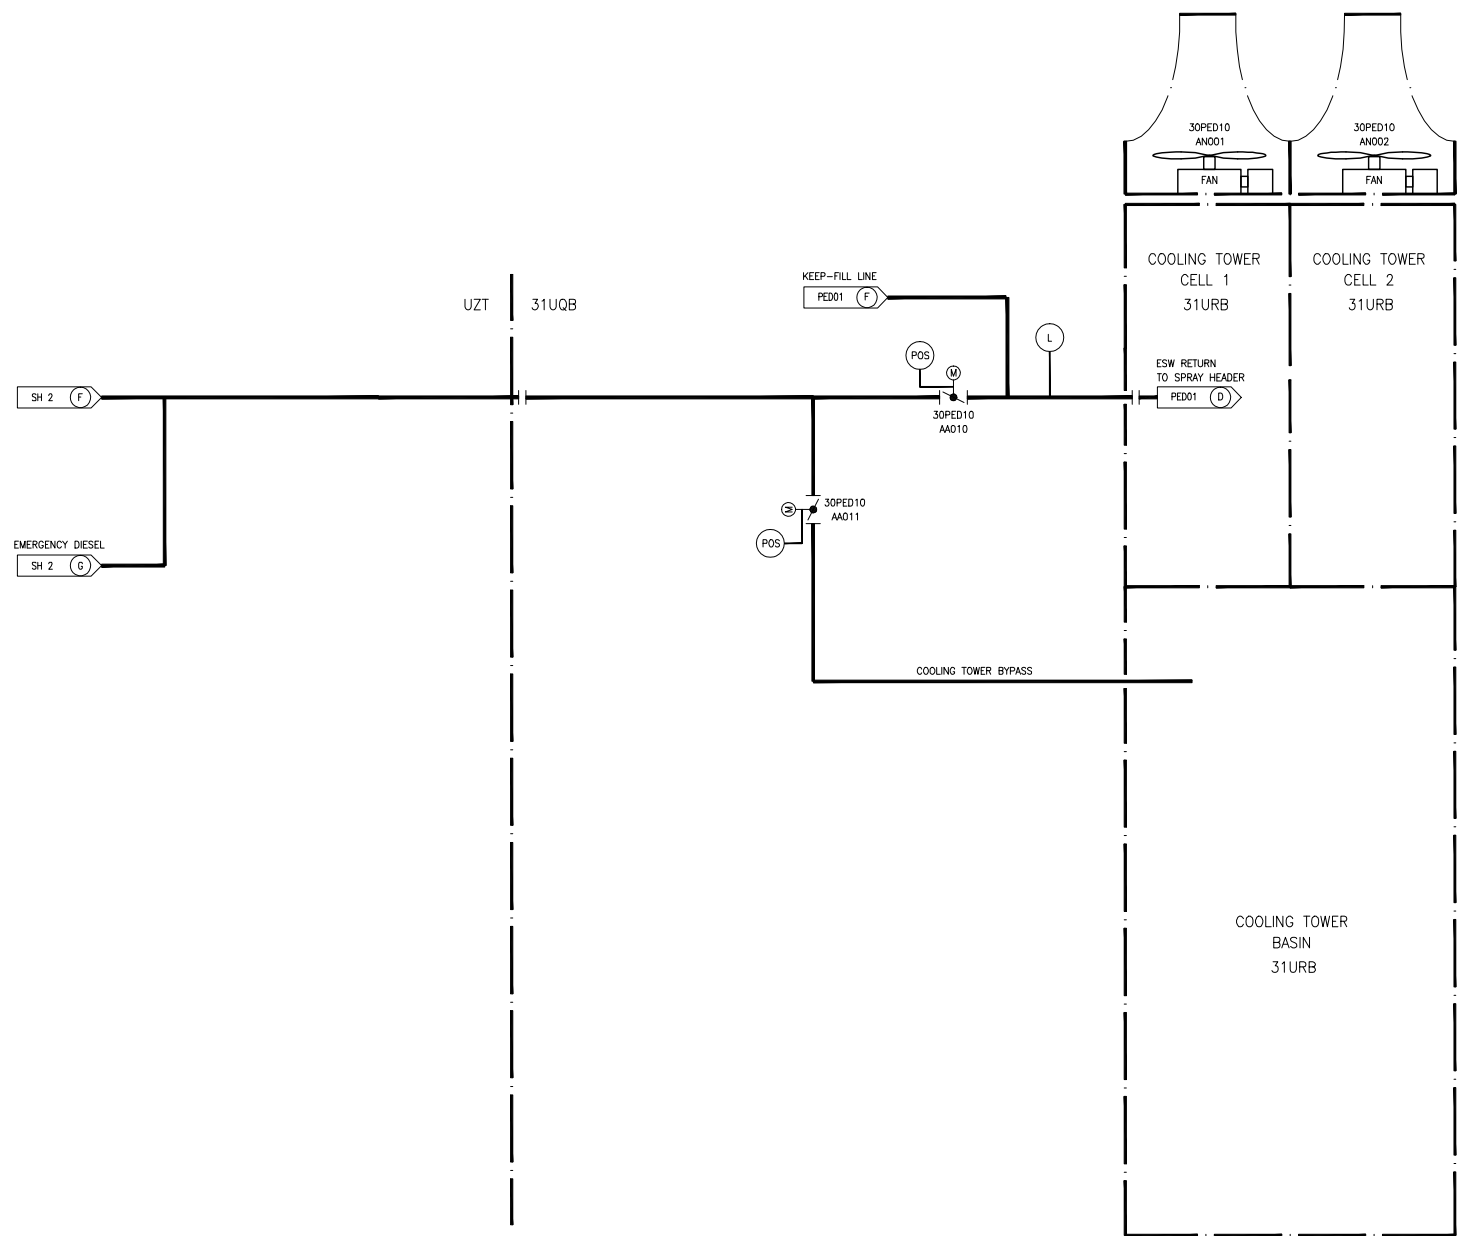 30PED10
AN001
30PED10
AN002
FAN
FAN
COOLING TOWER
CELL 1
31URB
COOLING TOWER
CELL 2
31URB
KEEP-FILL LINE
PED01 F
UZT
31UQB
L
POS
M
ESW RETURN
TO SPRAY HEADER
PED01 D
SH 2 F
30PED10
AA010
30PED10
AA011
M
POS
EMERGENCY DIESEL
SH 2 G
COOLING TOWER BYPASS
COOLING TOWER
BASIN
31URB